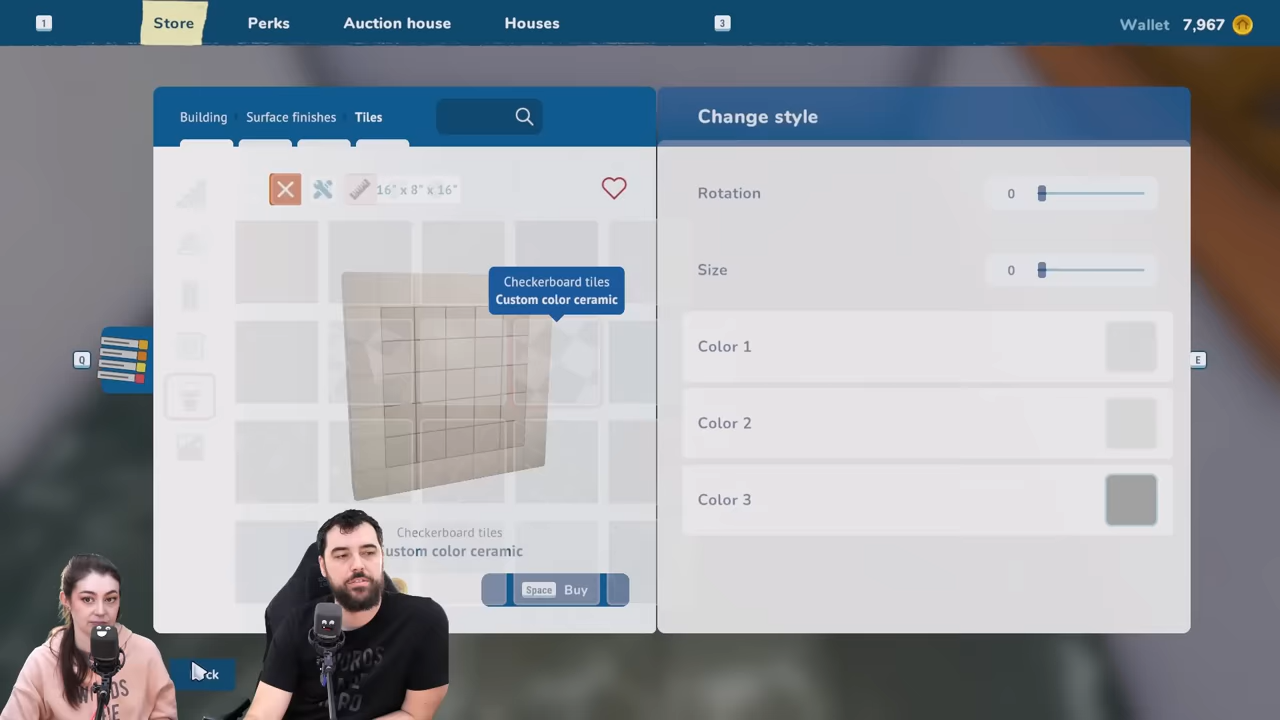 1
Store
Perks
Auction house
Houses
3
Wallet 7,967
Building
Surface finishes
Tiles
16" x 8" x 16"
Checkerboard tiles
Custom color ceramic
Q
Checkerboard tiles
ustom color ceramic
Space Buy
ck
Change style
Rotation 0
Size 0
Color 1
Color 2
Color 3
E
WORDS